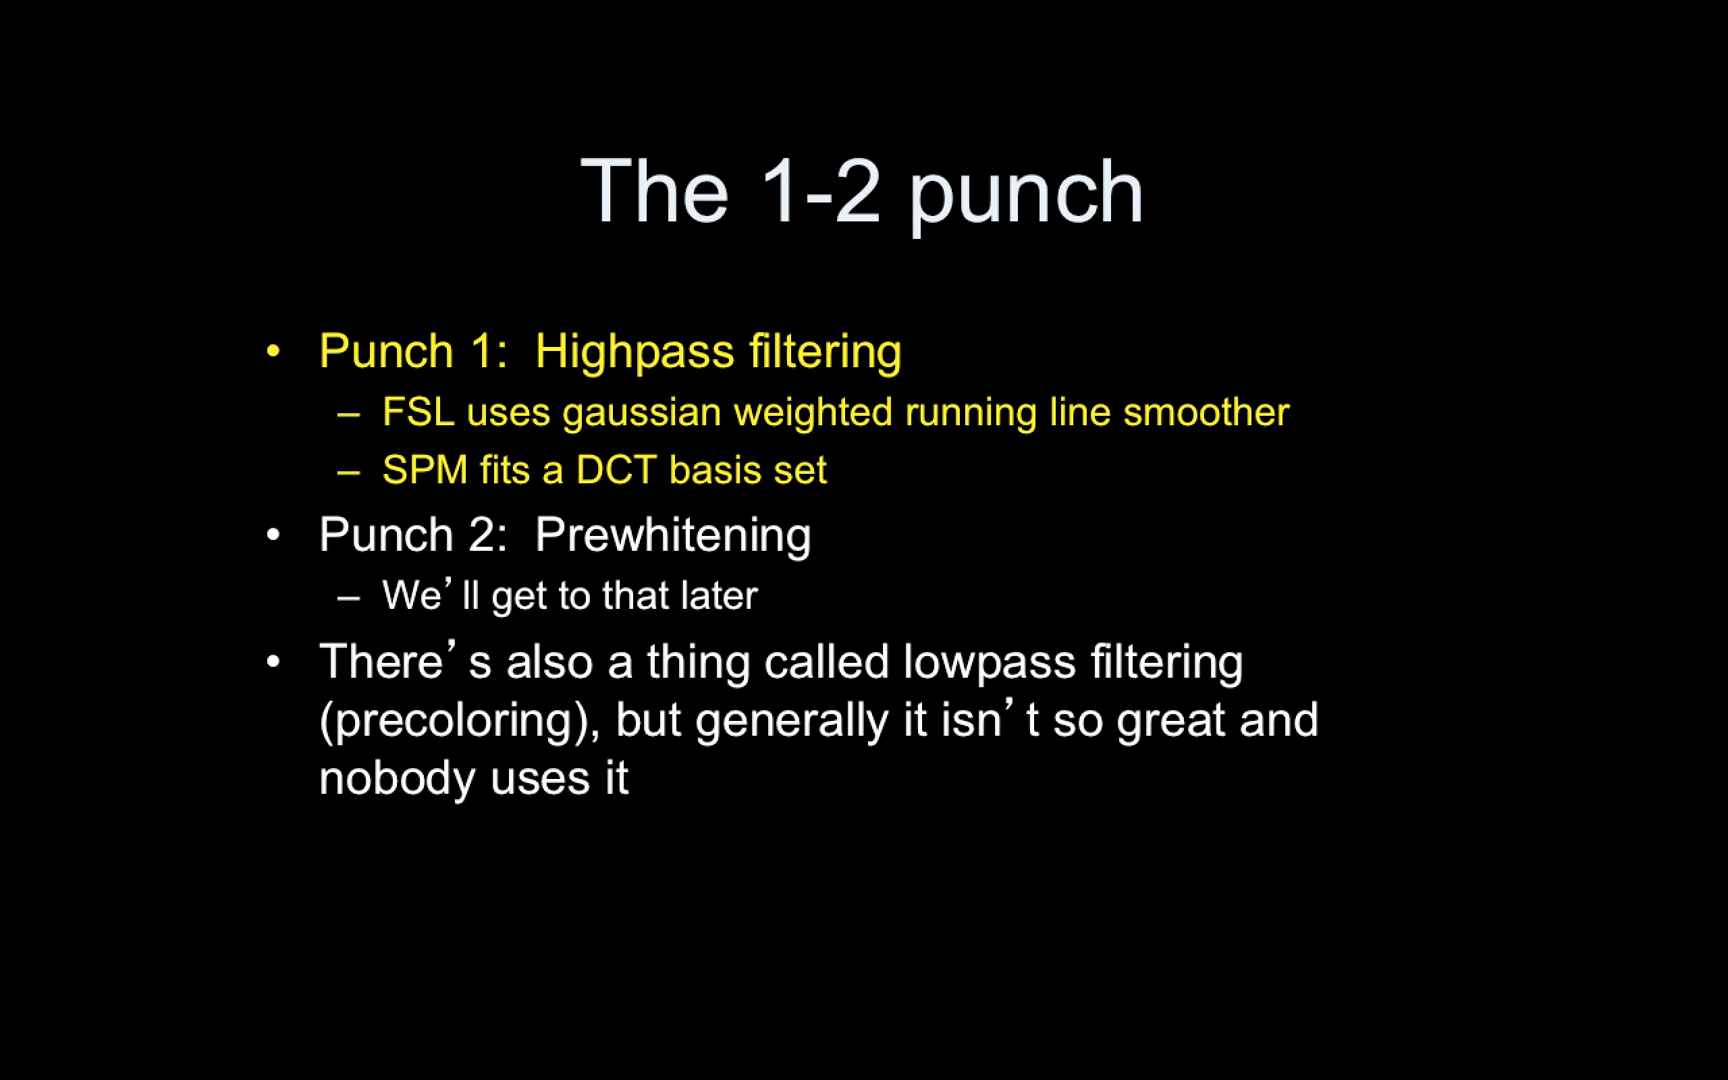 The 1-2 punch
• Punch 1:  Highpass filtering
– FSL uses gaussian weighted running line smoother
– SPM fits a DCT basis set
• Punch 2:  Prewhitening
– We’ll get to that later
• There’s also a thing called lowpass filtering
(precoloring), but generally it isn’t so great and
nobody uses it